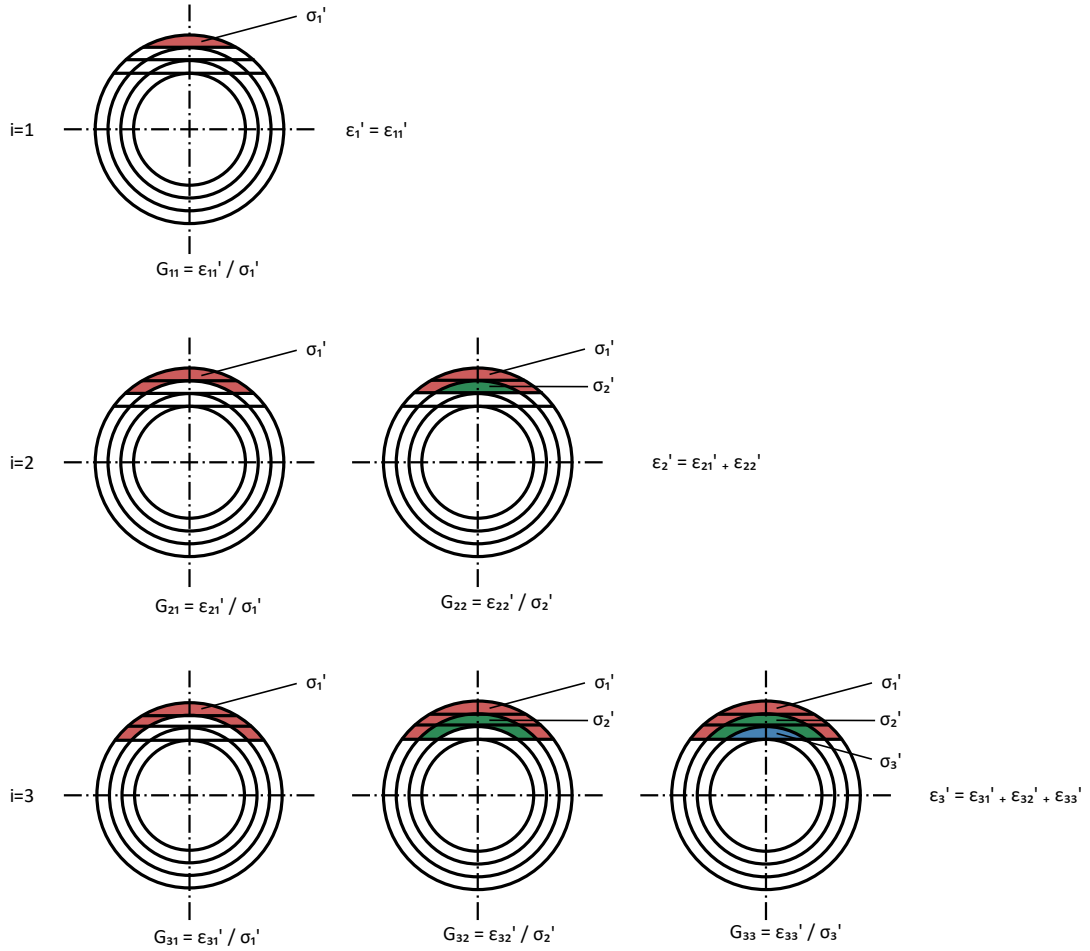 σ₁'
i=1
ε₁' = ε₁₁'
G₁₁ = ε₁₁' / σ₁'
σ₁'
σ₁'
σ₂'
i=2
ε₂' = ε₂₁' + ε₂₂'
G₂₁ = ε₂₁' / σ₁'
G₂₂ = ε₂₂' / σ₂'
σ₁'
σ₁'
σ₁'
σ₂'
σ₂'
σ₃'
i=3
ε₃' = ε₃₁' + ε₃₂' + ε₃₃'
G₃₁ = ε₃₁' / σ₁'
G₃₂ = ε₃₂' / σ₂'
G₃₃ = ε₃₃' / σ₃'